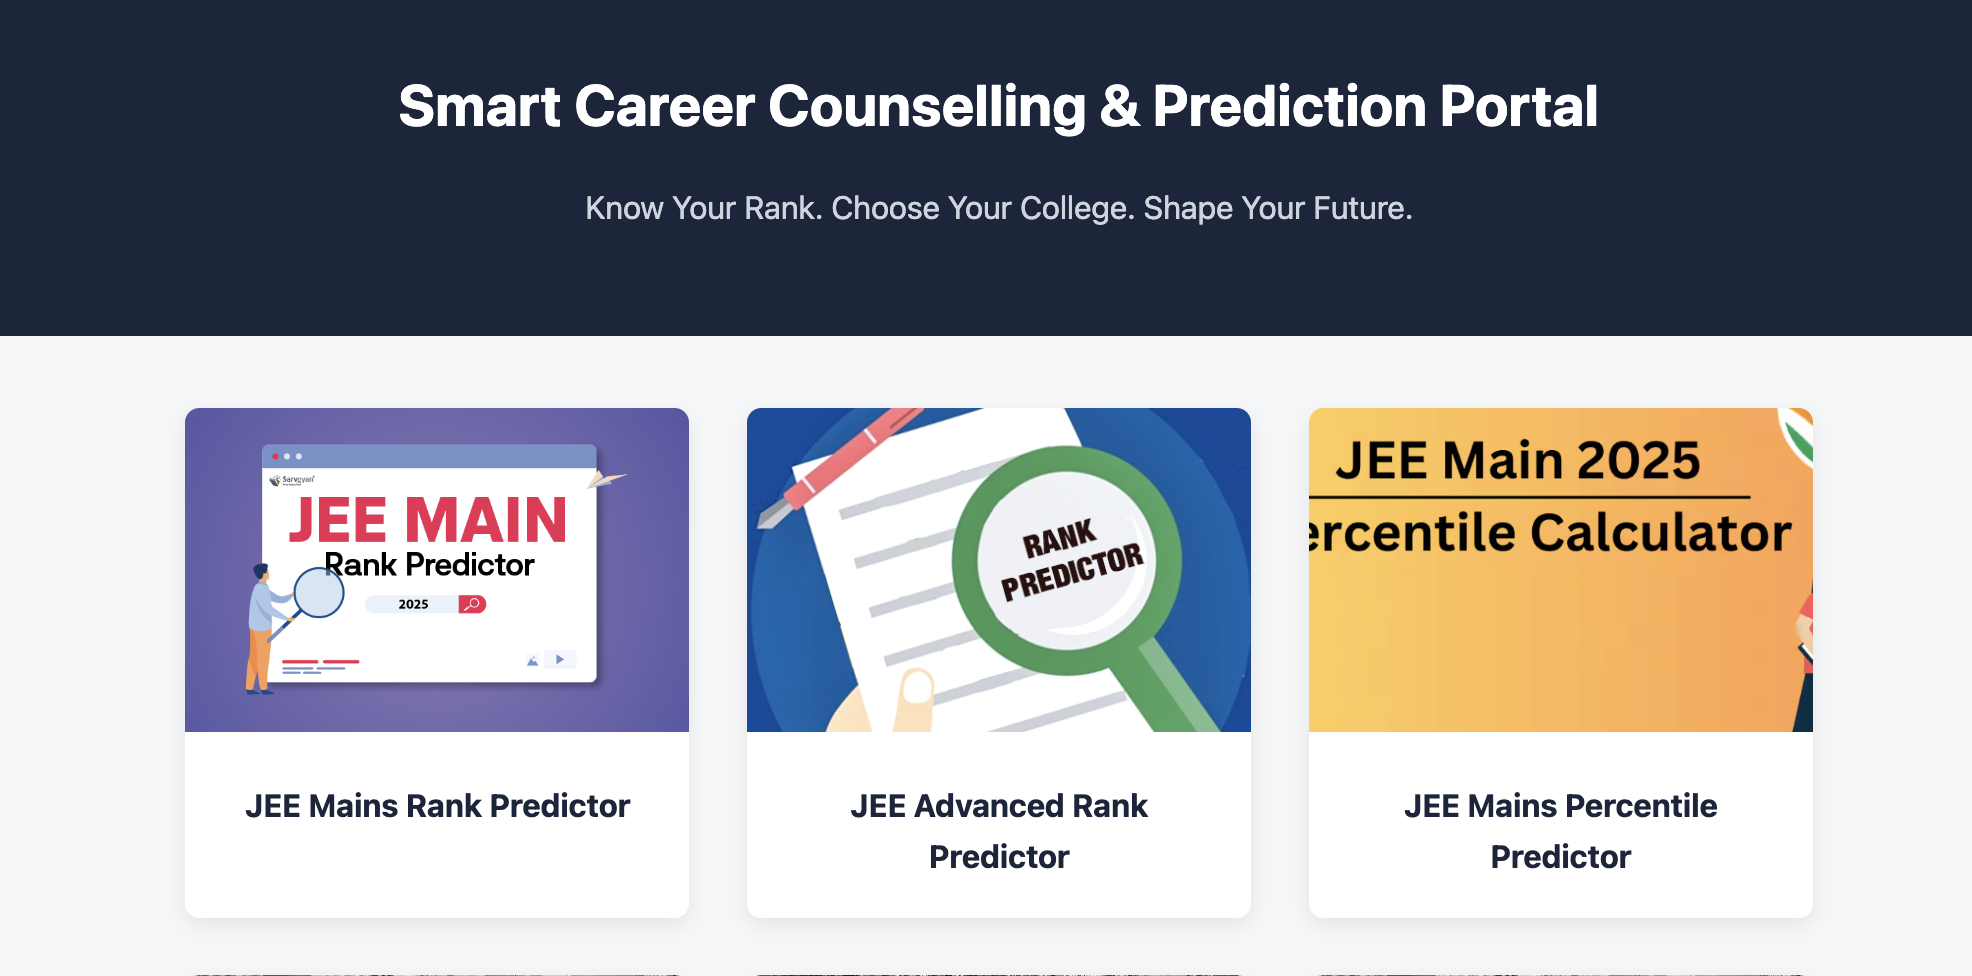 Smart Career Counselling & Prediction Portal
Know Your Rank. Choose Your College. Shape Your Future.
Sarvgyan
JEE MAIN
Rank Predictor
2025
RANK
PREDICTOR
JEE Main 2025
ercentile Calculator
JEE Mains Rank Predictor
JEE Advanced Rank
Predictor
JEE Mains Percentile
Predictor